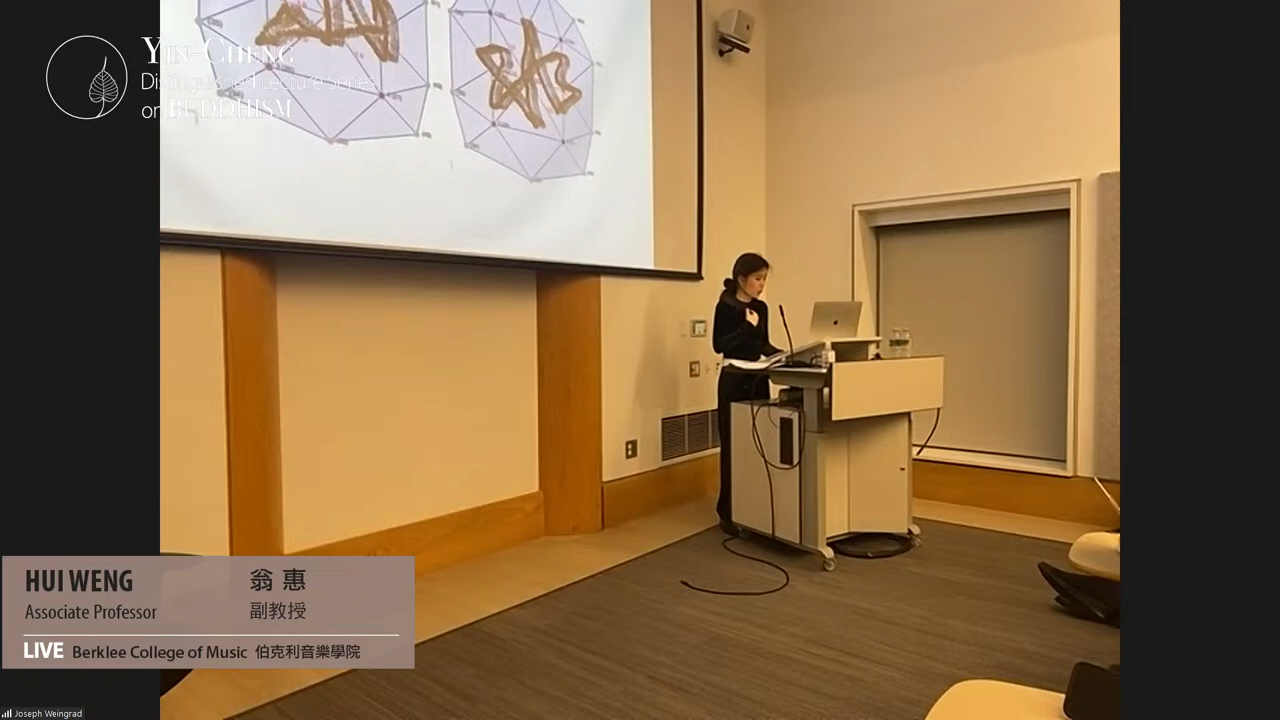 YIN-CHENG
Distinguished Lecture Series
on BUDDHISM
HUI WENG 翁 惠
Associate Professor 副教授
LIVE Berklee College of Music 伯克利音樂學院
Joseph Weingrad